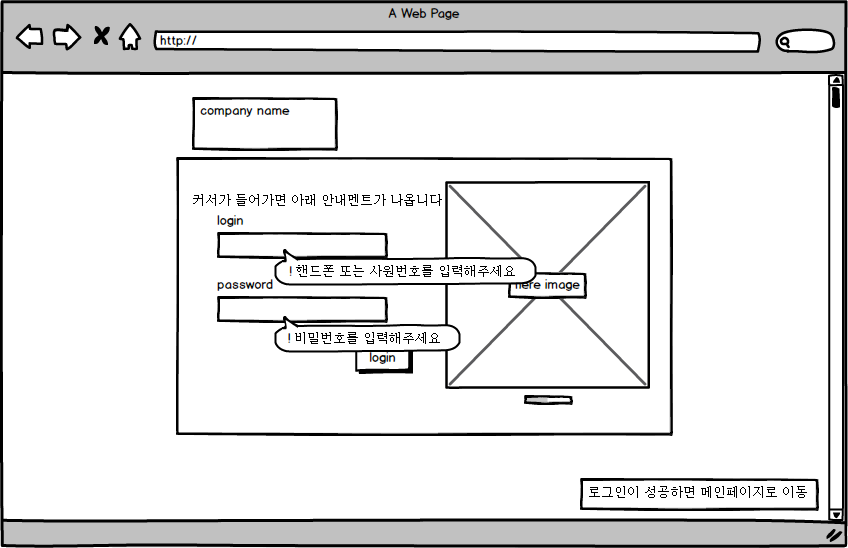 A Web Page
http://
company name
커서가 들어가면 아래 안내멘트가 나옵니다
login
! 핸드폰 또는 사원번호를 입력해주세요
password
here image
! 비밀번호를 입력해주세요
login
로그인이 성공하면 메인페이지로 이동